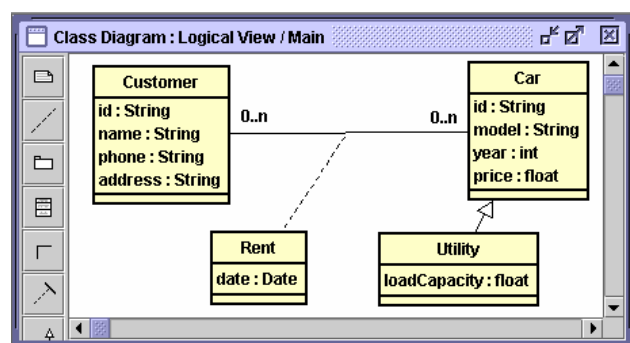 Class Diagram : Logical View / Main
Customer
id : String
name : String
phone : String
address : String
0..n
0..n
Car
id : String
model : String
year : int
price : float
Rent
date : Date
Utility
loadCapacity : float